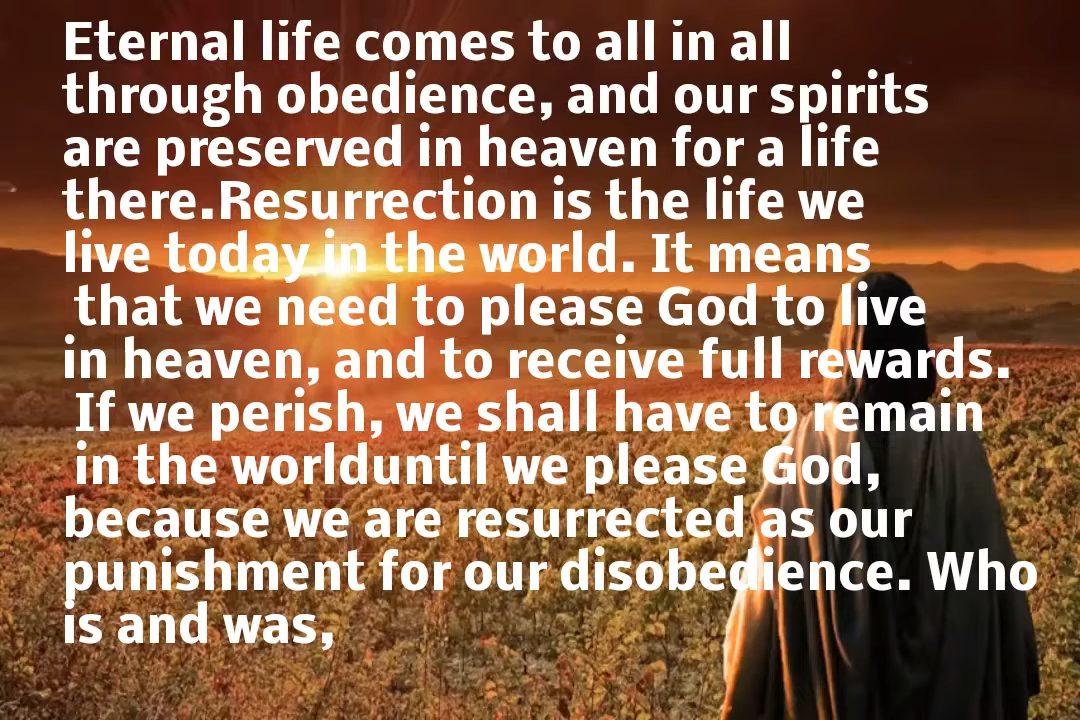 Eternal life comes to all in all
through obedience, and our spirits
are preserved in heaven for a life
there.Resurrection is the life we
live today in the world. It means
that we need to please God to live
in heaven, and to receive full rewards.
If we perish, we shall have to remain
in the worlduntil we please God,
because we are resurrected as our
punishment for our disobedience. Who
is and was,